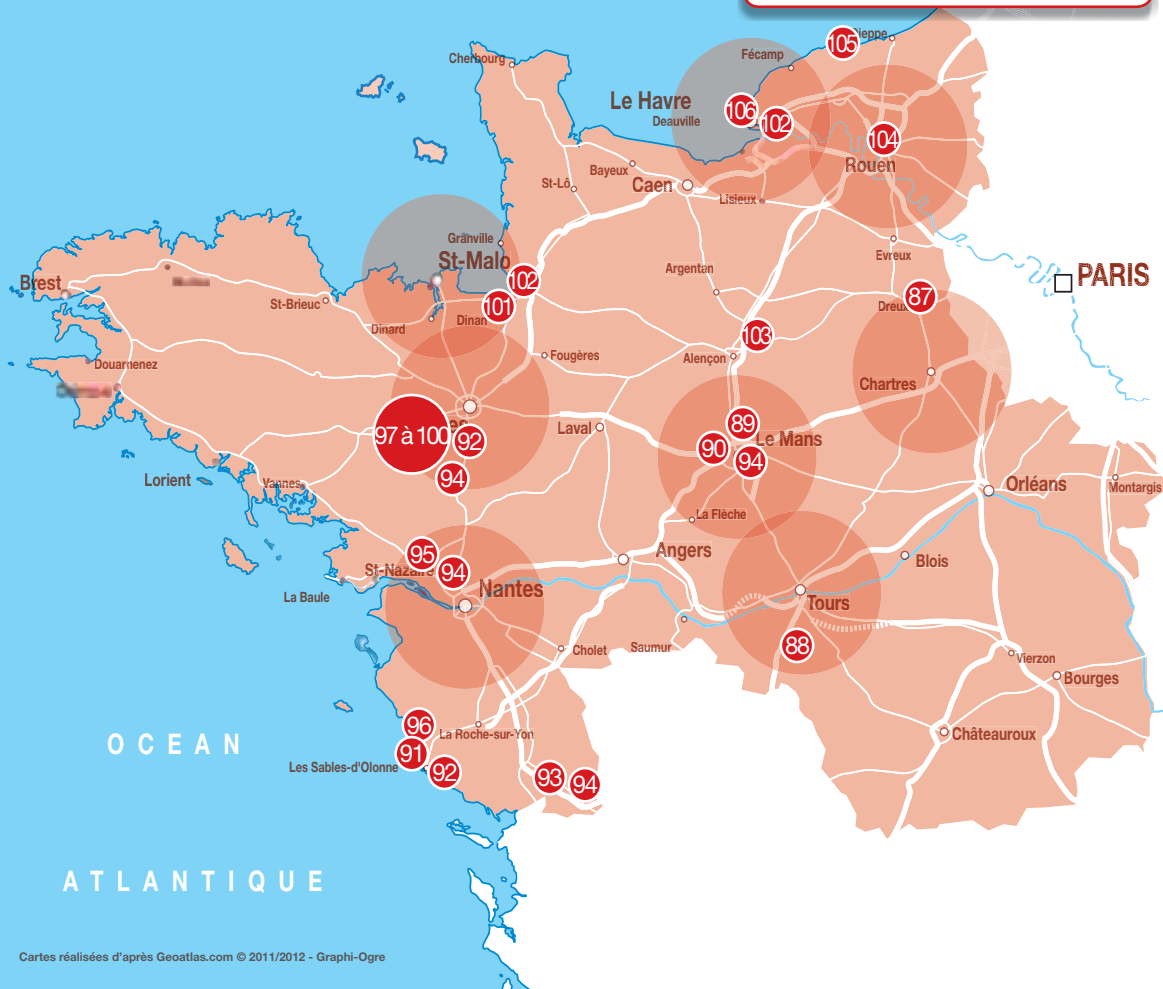 105
Dieppe
Fécamp
Cherbourg
Le Havre
106
102
Deauville
104
Rouen
Bayeux
St-Lô
Caen
Lisieux
Granville
St-Malo
Evreux
Argentan
Brest
102
PARIS
101
87
St-Brieuc
Dinan
Dreux
Dinard
103
Fougères
Alençon
Douarnenez
Chartres
89
Laval
97 à 100
92
Le Mans
90
94
94
Lorient
Vannes
Orléans
Montargis
La Flèche
95
Angers
St-Nazaire
94
Blois
Nantes
La Baule
Tours
88
Cholet
Saumur
Vierzon
Bourges
96
La Roche-sur-Yon
Châteauroux
OCEAN
91
Les Sables-d'Olonne
92
93
94
ATLANTIQUE
Cartes réalisées d'après Geoatlas.com © 2011/2012 - Graphi-Ogre